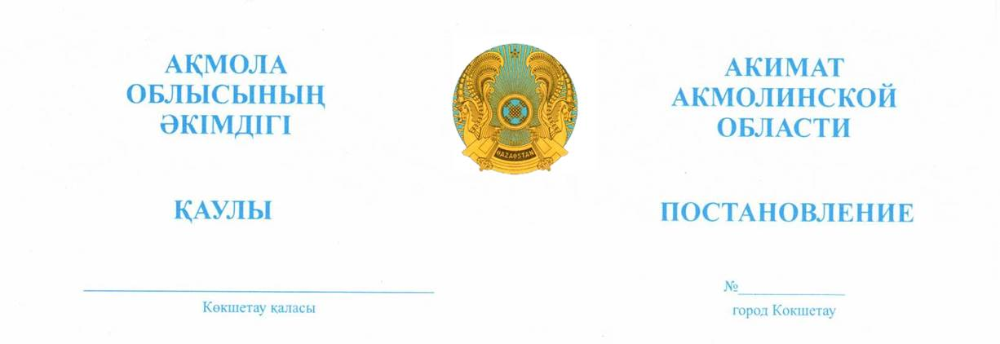 АҚМОЛА
ОБЛЫСЫНЫҢ
ӘКІМДІГІ
ҚАУЛЫ
Көкшетау қаласы
QAZAQSTAN
АКИМАТ
АКМОЛИНСКОЙ
ОБЛАСТИ
ПОСТАНОВЛЕНИЕ
№
город Кокшетау